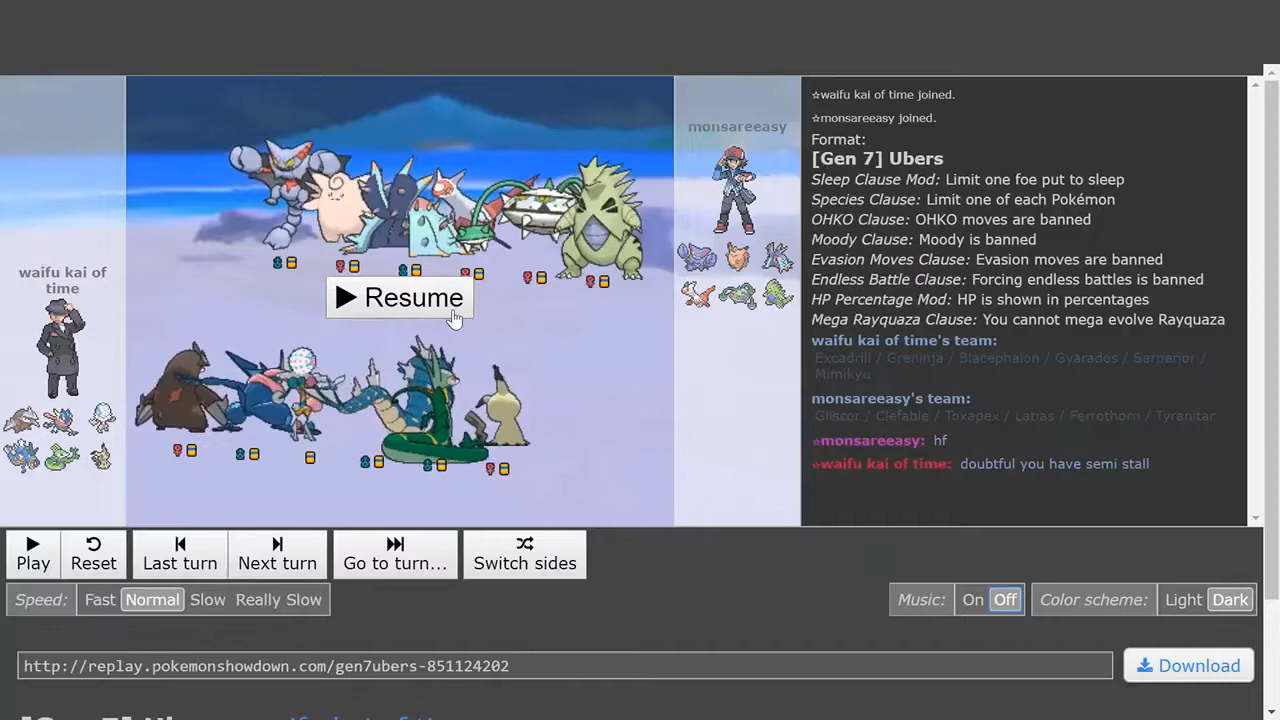 ☆waifu kai of time joined.
☆monsareeasy joined.
Format:
[Gen 7] Ubers
Sleep Clause Mod: Limit one foe put to sleep
Species Clause: Limit one of each Pokémon
OHKO Clause: OHKO moves are banned
Moody Clause: Moody is banned
Evasion Moves Clause: Evasion moves are banned
Endless Battle Clause: Forcing endless battles is banned
HP Percentage Mod: HP is shown in percentages
Mega Rayquaza Clause: You cannot mega evolve Rayquaza
waifu kai of time's team:
Excadrill / Greninja / Blacephalon / Gyarados / Serperior /
Mimikyu
monsareeasy's team:
Gliscor / Clefable / Toxapex / Latias / Ferrothorn / Tyranitar
☆monsareeasy: hf
☆waifu kai of time: doubtful you have semi stall
monsareeasy
waifu kai of
time
Resume
Play Reset Last turn Next turn Go to turn... Switch sides
Speed: Fast Normal Slow Really Slow Music: On Off Color scheme: Light Dark
http://replay.pokemonshowdown.com/gen7ubers-851124202 Download